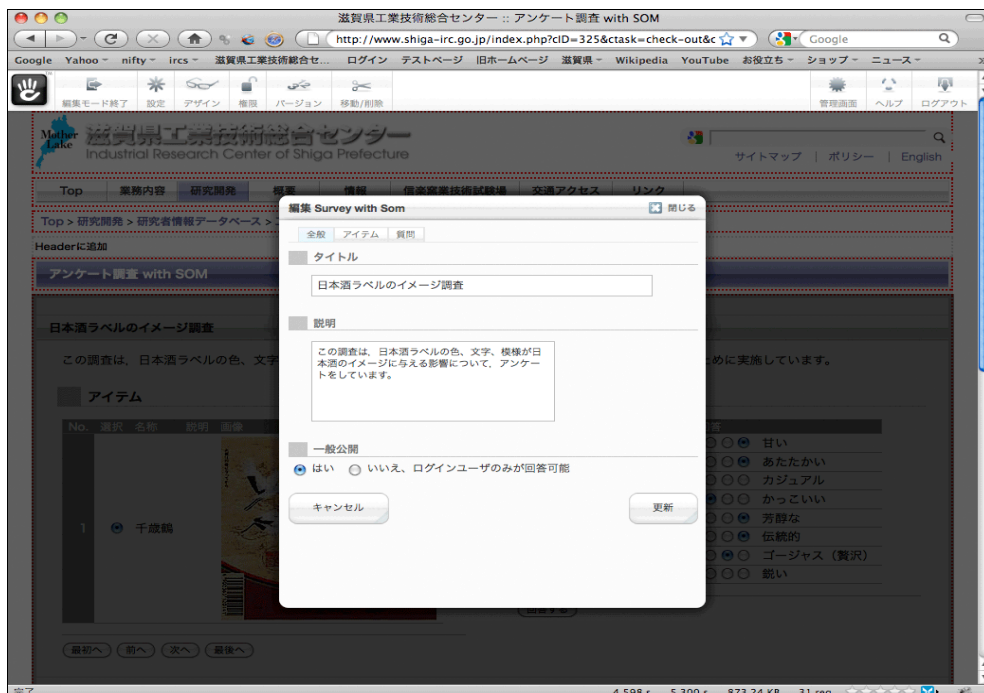 滋賀県工業技術総合センター :: アンケート調査 with SOM
http://www.shiga-irc.go.jp/index.php?cID=325&ctask=check-out&c
Google
Google Yahoo nifty ircs 滋賀県工業技術総合セ... ログイン テストページ 旧ホームページ 滋賀県 Wikipedia YouTube お役立ち ショップ ニュース
編集モード終了 設定 デザイン 権限 バージョン 移動/削除 管理画面 ヘルプ ログアウト
Mother Lake
滋賀県工業技術総合センター
Industrial Research Center of Shiga Prefecture
サイトマップ | ポリシー | English
Top 業務内容 研究開発 概要 情報 信楽窯業技術試験場 交通アクセス リンク
Top > 研究開発 > 研究者情報データベース >
Headerに追加
アンケート調査 with SOM
日本酒ラベルのイメージ調査
この調査は、日本酒ラベルの色、文字
ために実施しています。
アイテム
No. 選択 名称 説明 画像
1 千歳鶴
編集 Survey with Som
閉じる
全般 アイテム 質問
タイトル
日本酒ラベルのイメージ調査
説明
この調査は、日本酒ラベルの色、文字、模様が日
本酒のイメージに与える影響について、アンケー
トをしています。
一般公開
はい いいえ、ログインユーザのみが回答可能
キャンセル 更新
甘い
あたたかい
カジュアル
かっこいい
芳醇な
伝統的
ゴージャス（贅沢）
鋭い
回答する
最初へ 前へ 次へ 最後へ
完了
4.598 s 5.300 s 873.24 KB 31 req